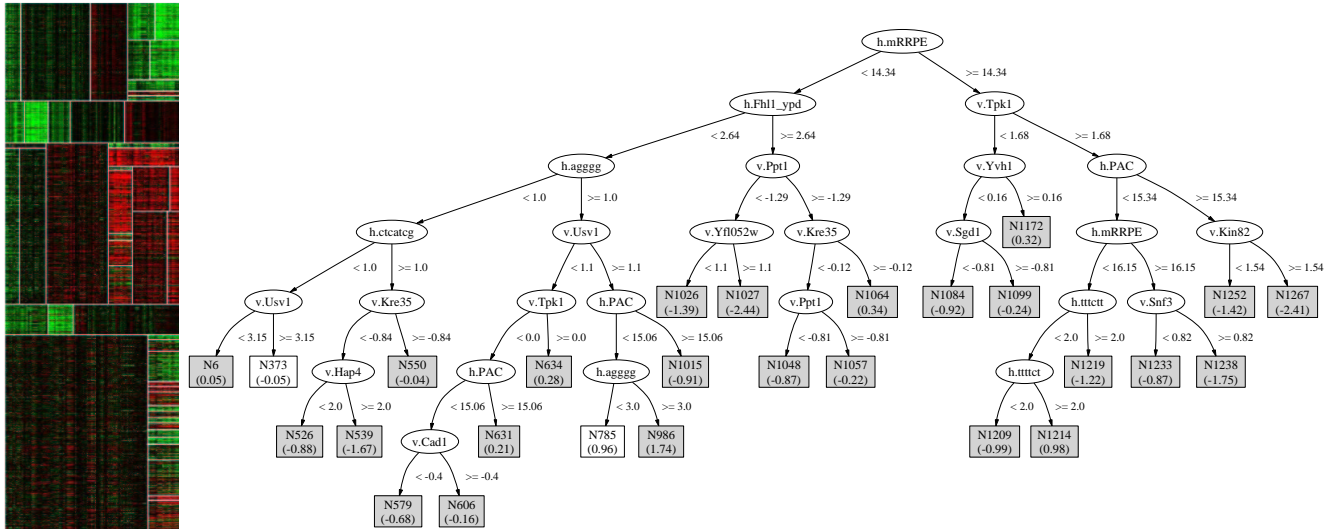 h.mRRPE
< 14.34
>= 14.34
h.Fhl1_ypd
v.Tpk1
< 2.64
>= 2.64
< 1.68
>= 1.68
h.agggg
v.Ppt1
v.Yvh1
h.PAC
< 1.0
>= 1.0
< -1.29
>= -1.29
< 0.16
>= 0.16
< 15.34
>= 15.34
h.ctcatcg
v.Usv1
v.Yfl052w
v.Kre35
v.Sgd1
N1172
(0.32)
h.mRRPE
v.Kin82
< 1.0
>= 1.0
< 1.1
>= 1.1
< 1.1
>= 1.1
< -0.12
>= -0.12
< -0.81
>= -0.81
< 16.15
>= 16.15
< 1.54
>= 1.54
v.Usv1
v.Kre35
v.Tpk1
h.PAC
N1026
(-1.39)
N1027
(-2.44)
v.Ppt1
N1064
(0.34)
N1084
(-0.92)
N1099
(-0.24)
h.tttctt
v.Snf3
N1252
(-1.42)
N1267
(-2.41)
< 3.15
>= 3.15
< -0.84
>= -0.84
< 0.0
>= 0.0
< 15.06
>= 15.06
< -0.81
>= -0.81
< 2.0
>= 2.0
< 0.82
>= 0.82
N6
(0.05)
N373
(-0.05)
v.Hap4
N550
(-0.04)
h.PAC
N634
(0.28)
h.agggg
N1015
(-0.91)
N1048
(-0.87)
N1057
(-0.22)
h.ttttct
N1219
(-1.22)
N1233
(-0.87)
N1238
(-1.75)
< 2.0
>= 2.0
< 15.06
>= 15.06
< 3.0
>= 3.0
< 2.0
>= 2.0
N526
(-0.88)
N539
(-1.67)
v.Cad1
N631
(0.21)
N785
(0.96)
N986
(1.74)
N1209
(-0.99)
N1214
(0.98)
< -0.4
>= -0.4
N579
(-0.68)
N606
(-0.16)